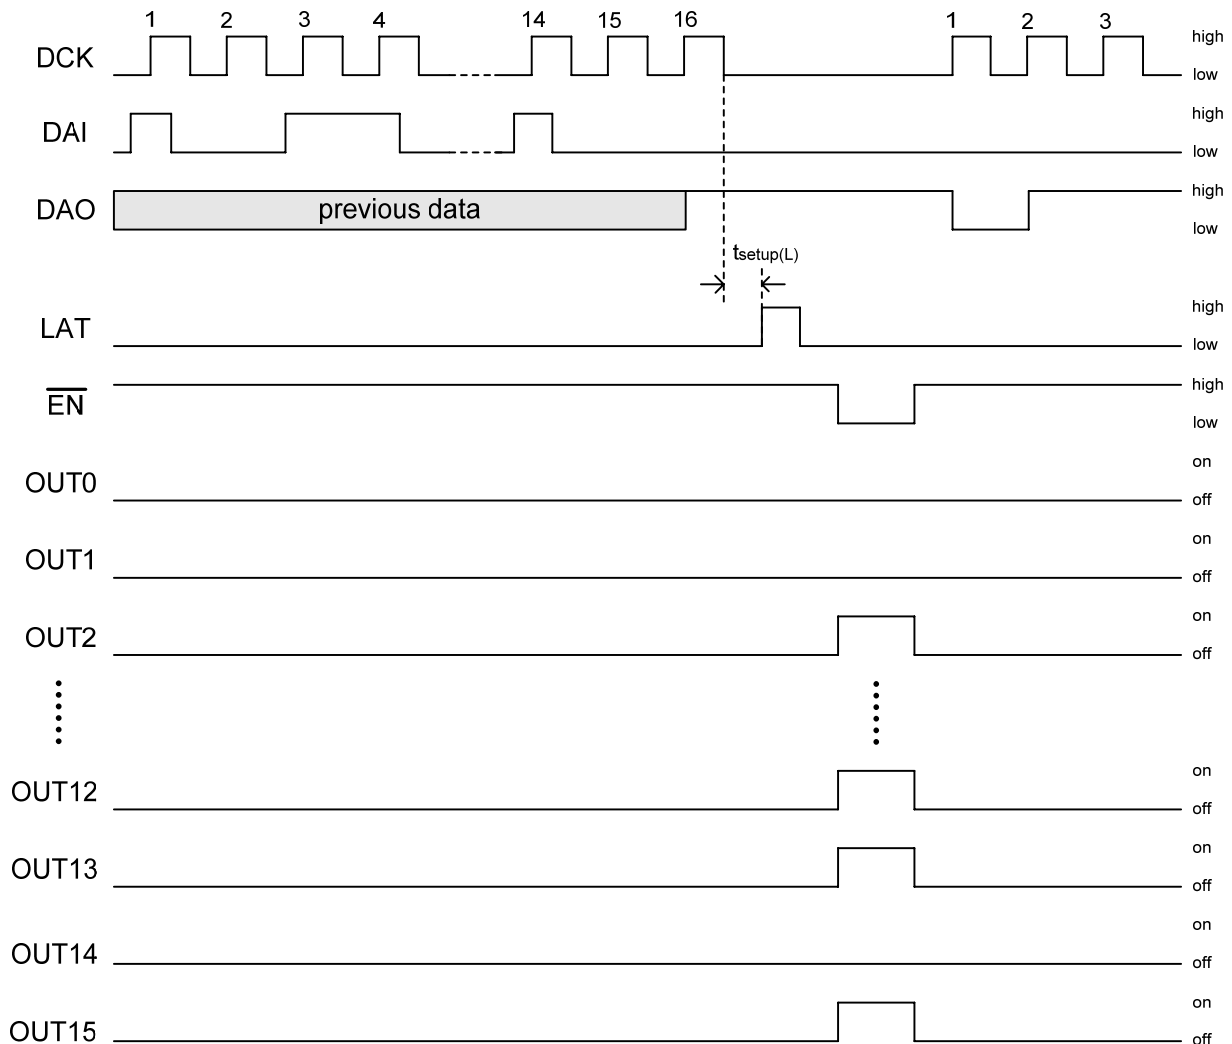 1 2 3 4 14 15 16 1 2 3
DCK high
low
DAI high
low
DAO previous data high
low
tsetup(L)
LAT high
low
EN high
low
OUT0 on
off
OUT1 on
off
OUT2 on
off
OUT12 on
off
OUT13 on
off
OUT14 on
off
OUT15 on
off